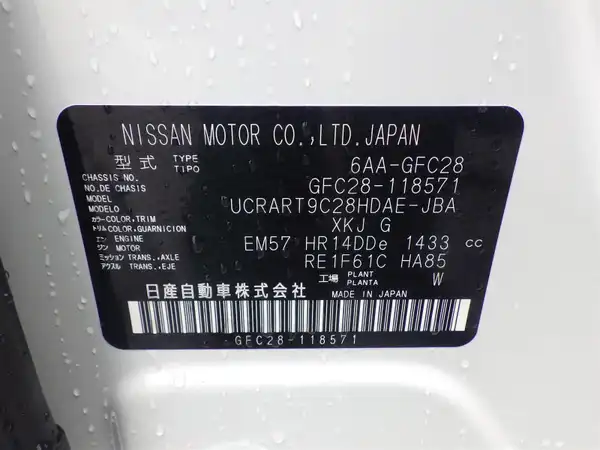 NISSAN MOTOR CO.,LTD.JAPAN
型式 TYPE TIPO 6AA-GFC28
CHASSIS NO. NO.DE CHASIS GFC28-118571
MODEL MODELO UCRART9C28HDAE-JBA
カラー COLOR,TRIM トリム COLOR,GUARNICION XKJ G
エンジン ENGINE MOTOR EM57 HR14DDe 1433 cc
ミッション TRANS.,AXLE アクスル TRANS.,EJE RE1F61C HA85
工場 PLANT PLANTA W
日産自動車株式会社 MADE IN JAPAN
GFC28-118571